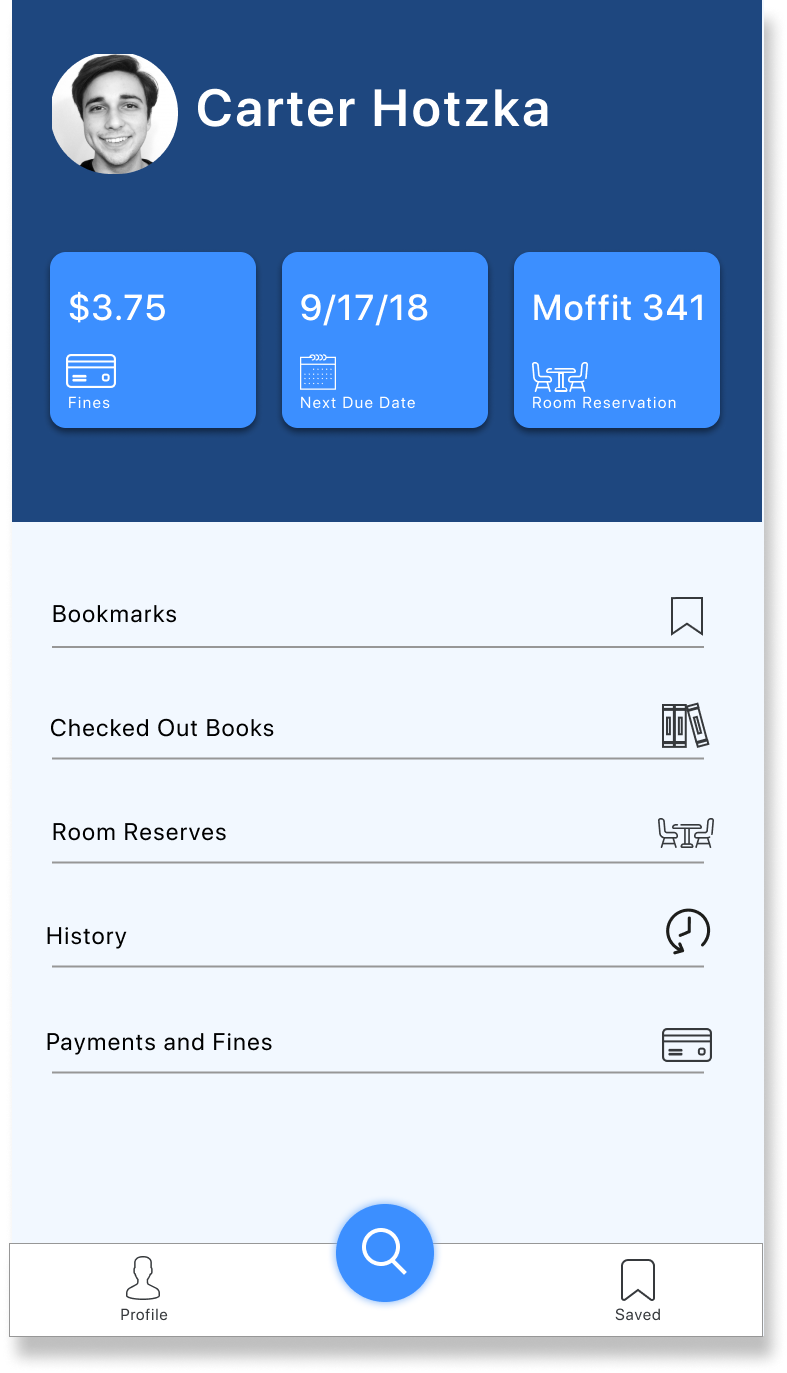 Carter Hotzka
$3.75
Fines
9/17/18
Next Due Date
Moffit 341
Room Reservation
Bookmarks
Checked Out Books
Room Reserves
History
Payments and Fines
Profile
Saved